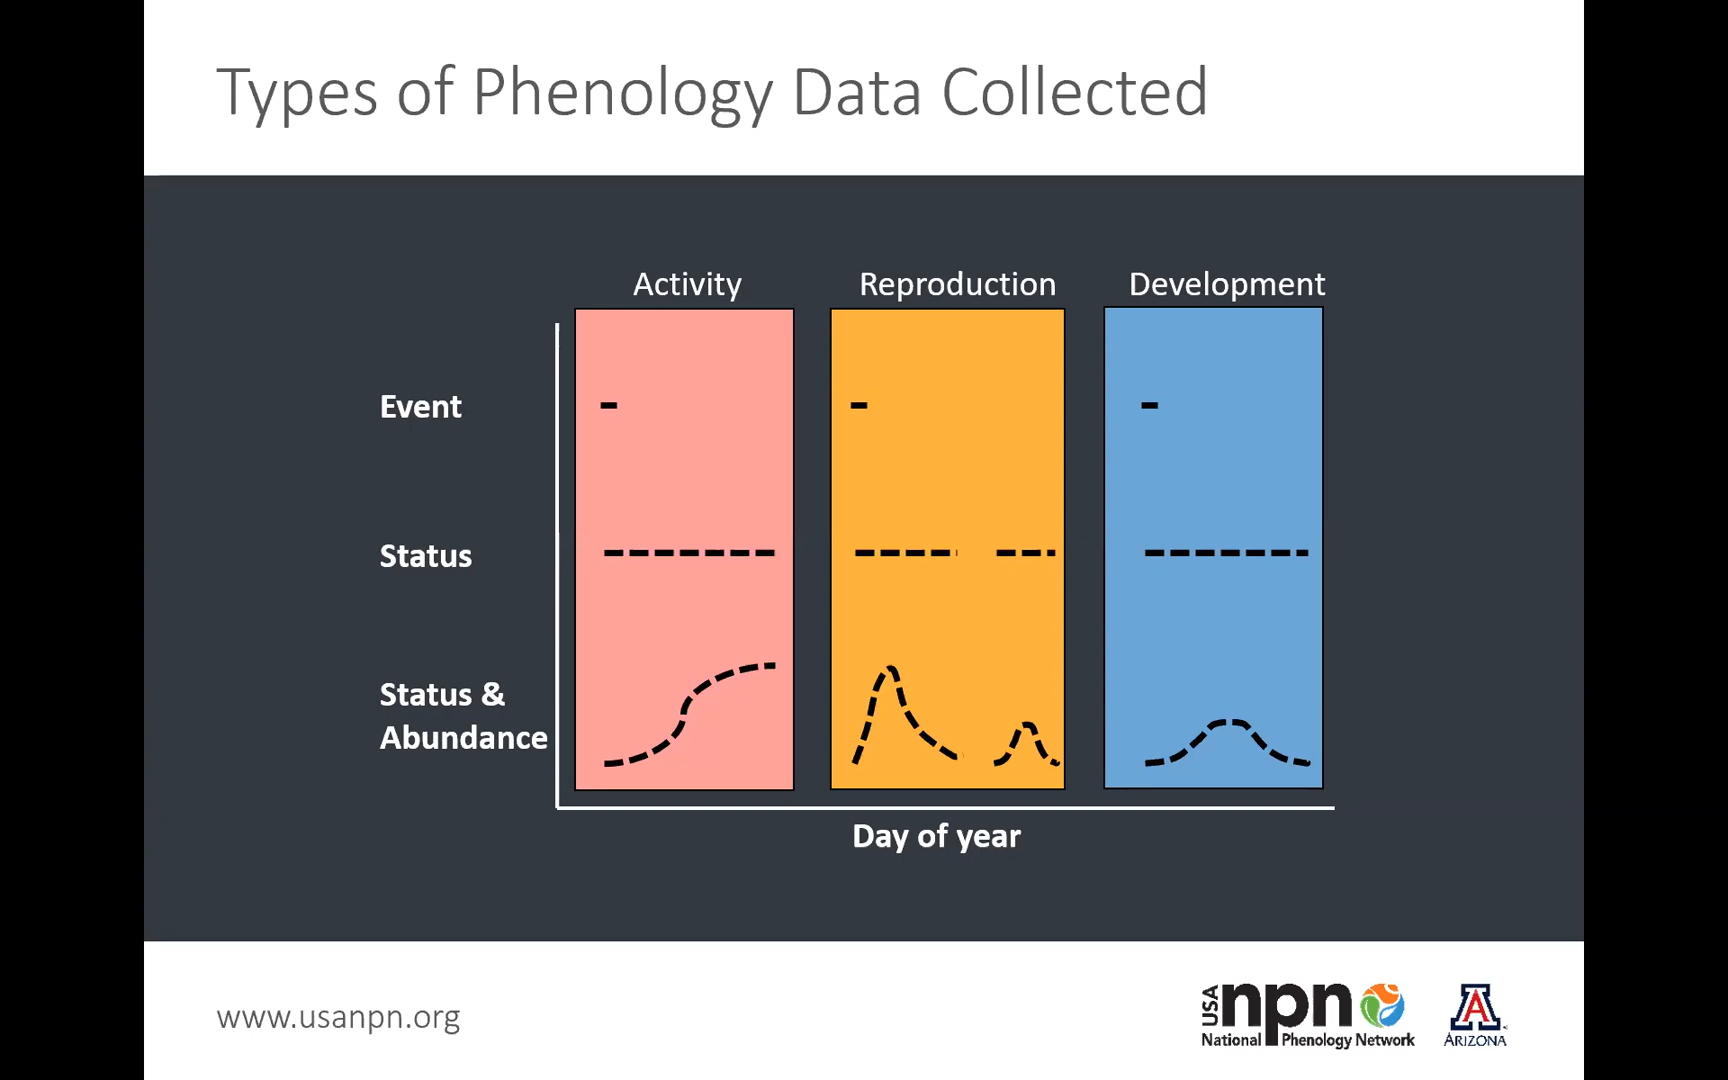 Types of Phenology Data Collected
Activity
Reproduction
Development
Event
Status
Status &
Abundance
Day of year
www.usanpn.org
USA
npn
National Phenology Network
A
ARIZONA